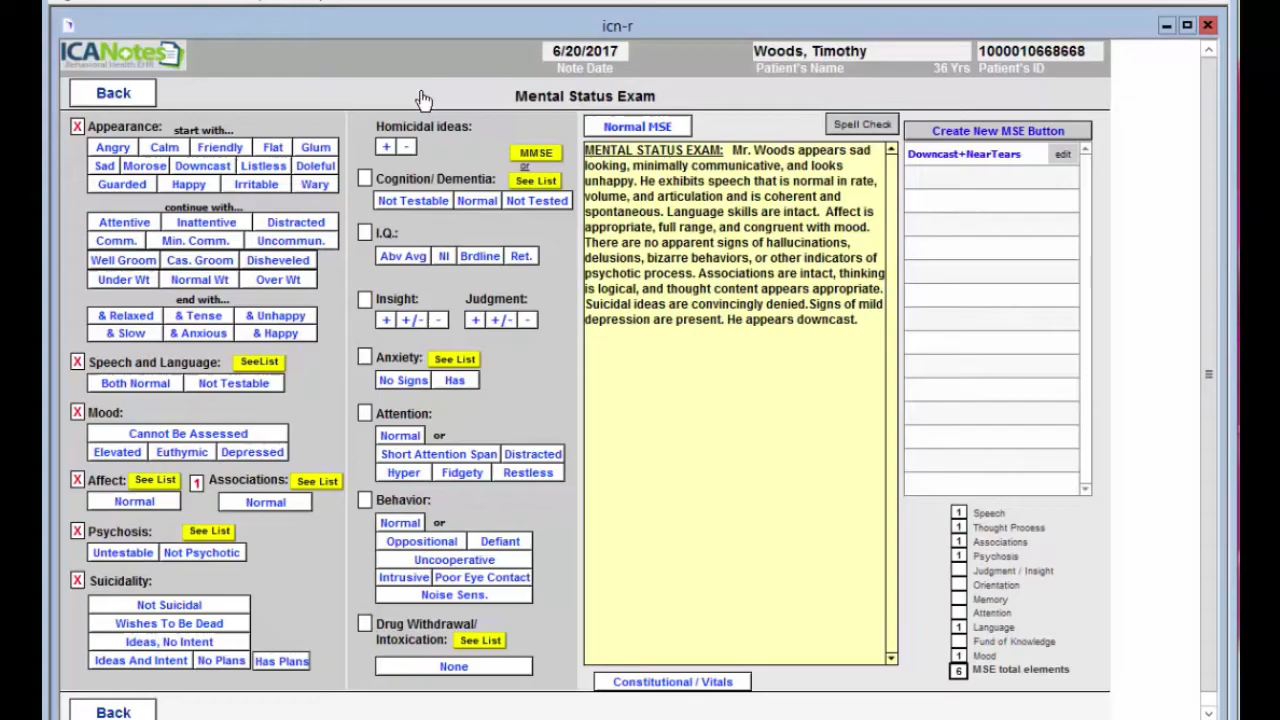 icn-r
ICANotes
Behavioral Health EHR
6/20/2017
Note Date
Woods, Timothy
Patient's Name
36 Yrs
1000010668668
Patient's ID
Back
Mental Status Exam
X Appearance: start with...
Angry Calm Friendly Flat Glum
Sad Morose Downcast Listless Doleful
Guarded Happy Irritable Wary
continue with...
Attentive Inattentive Distracted
Comm. Min. Comm. Uncommun.
Well Groom Cas. Groom Disheveled
Under Wt Normal Wt Over Wt
end with...
& Relaxed & Tense & Unhappy
& Slow & Anxious & Happy
X Speech and Language: SeeList
Both Normal Not Testable
X Mood:
Cannot Be Assessed
Elevated Euthymic Depressed
X Affect: See List 1 Associations: See List
Normal Normal
X Psychosis: See List
Untestable Not Psychotic
X Suicidality:
Not Suicidal
Wishes To Be Dead
Ideas, No Intent
Ideas And Intent No Plans Has Plans
Homicidal ideas:
+ -
MMSE
or
Cognition/ Dementia: See List
Not Testable Normal Not Tested
I.Q.:
Abv Avg Nl Brdline Ret.
Insight: Judgment:
+ +/- - + +/- -
Anxiety: See List
No Signs Has
Attention:
Normal or
Short Attention Span Distracted
Hyper Fidgety Restless
Behavior:
Normal or
Oppositional Defiant
Uncooperative
Intrusive Poor Eye Contact
Noise Sens.
Drug Withdrawal/
Intoxication: See List
None
Normal MSE Spell Check
MENTAL STATUS EXAM: Mr. Woods appears sad
looking, minimally communicative, and looks
unhappy. He exhibits speech that is normal in rate,
volume, and articulation and is coherent and
spontaneous. Language skills are intact. Affect is
appropriate, full range, and congruent with mood.
There are no apparent signs of hallucinations,
delusions, bizarre behaviors, or other indicators of
psychotic process. Associations are intact, thinking
is logical, and thought content appears appropriate.
Suicidal ideas are convincingly denied.Signs of mild
depression are present. He appears downcast.
Constitutional / Vitals
Create New MSE Button
Downcast+NearTears edit
1 Speech
1 Thought Process
1 Associations
1 Psychosis
Judgment / Insight
Orientation
Memory
Attention
1 Language
Fund of Knowledge
1 Mood
6 MSE total elements
Back